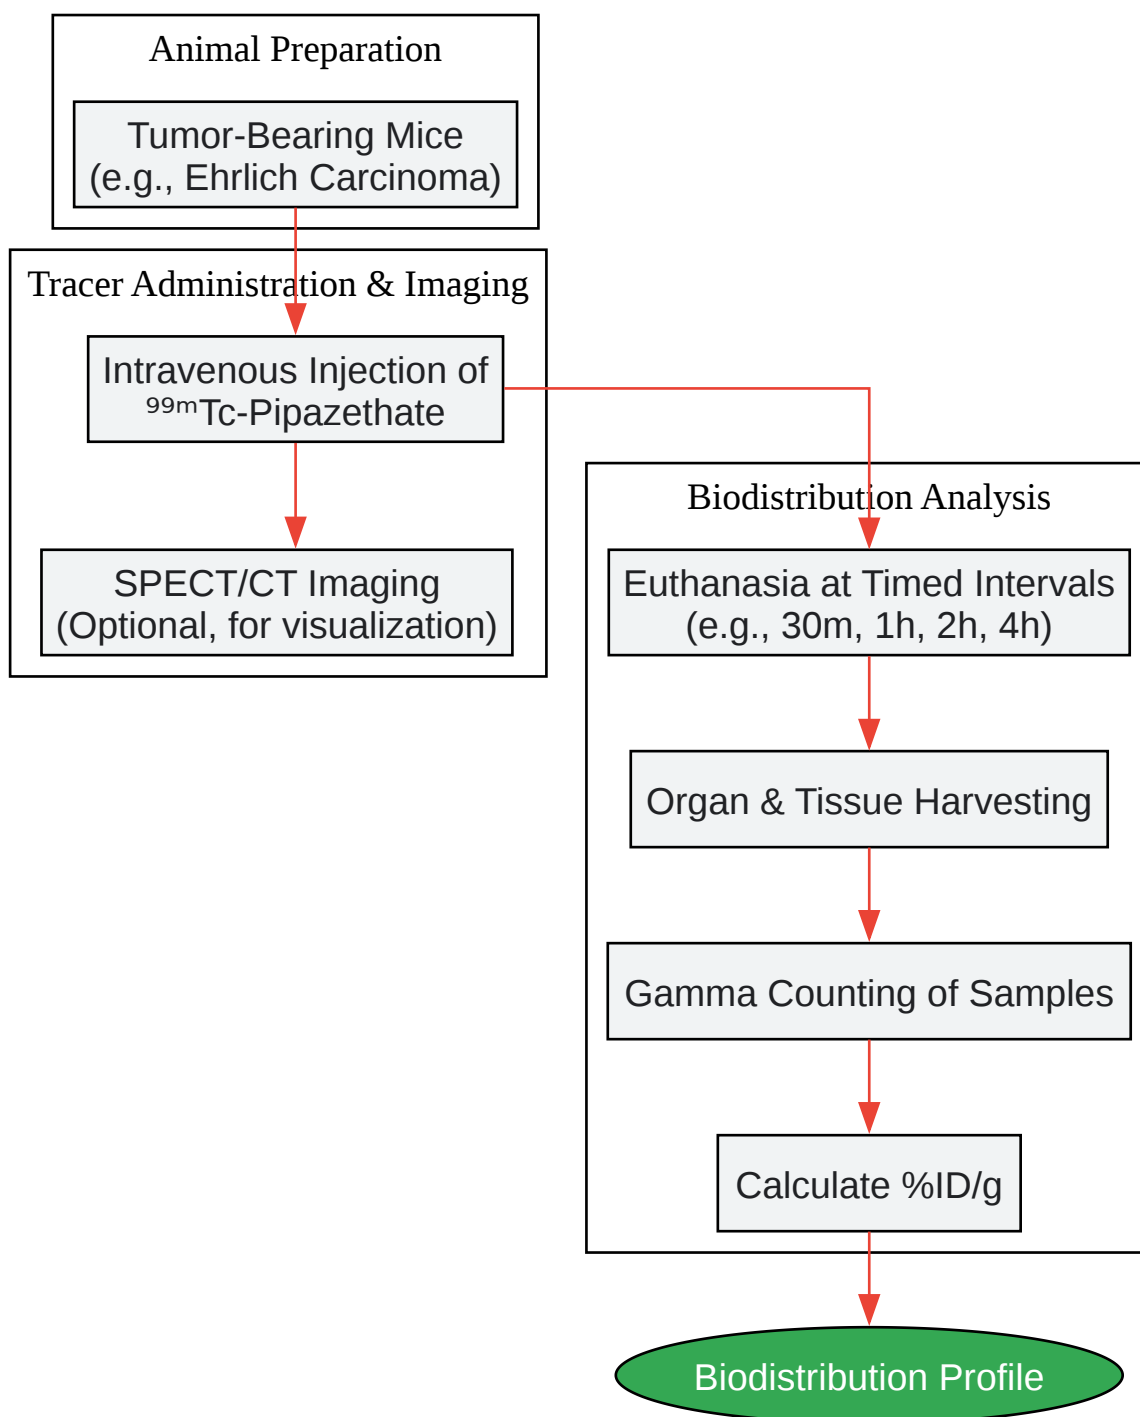 Animal Preparation
Tumor-Bearing Mice
(e.g., Ehrlich Carcinoma)
Tracer Administration & Imaging
Intravenous Injection of
⁹⁹ᵐTc-Pipazethate
SPECT/CT Imaging
(Optional, for visualization)
Biodistribution Analysis
Euthanasia at Timed Intervals
(e.g., 30m, 1h, 2h, 4h)
Organ & Tissue Harvesting
Gamma Counting of Samples
Calculate %ID/g
Biodistribution Profile